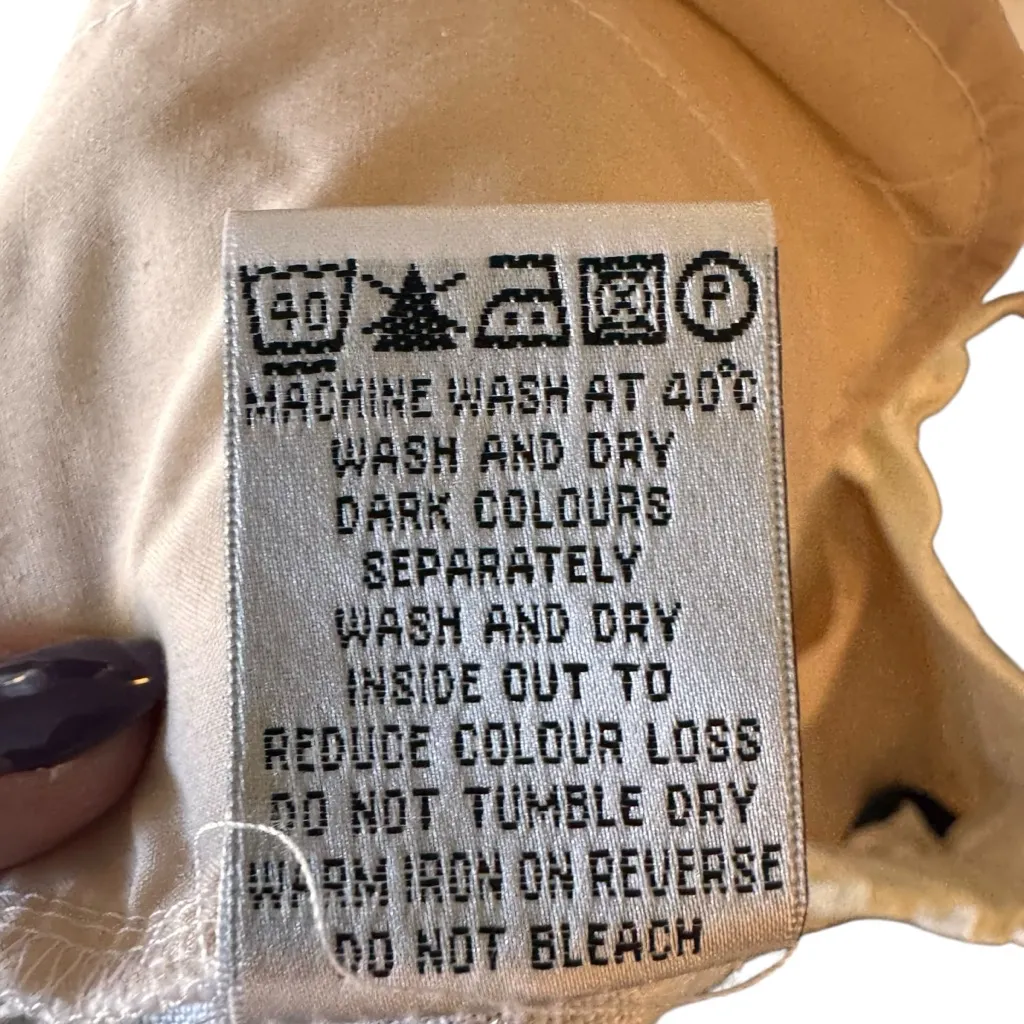 40 P
MACHINE WASH AT 40°C
WASH AND DRY
DARK COLOURS
SEPARATELY
WASH AND DRY
INSIDE OUT TO
REDUCE COLOUR LOSS
DO NOT TUMBLE DRY
WARM IRON ON REVERSE
DO NOT BLEACH